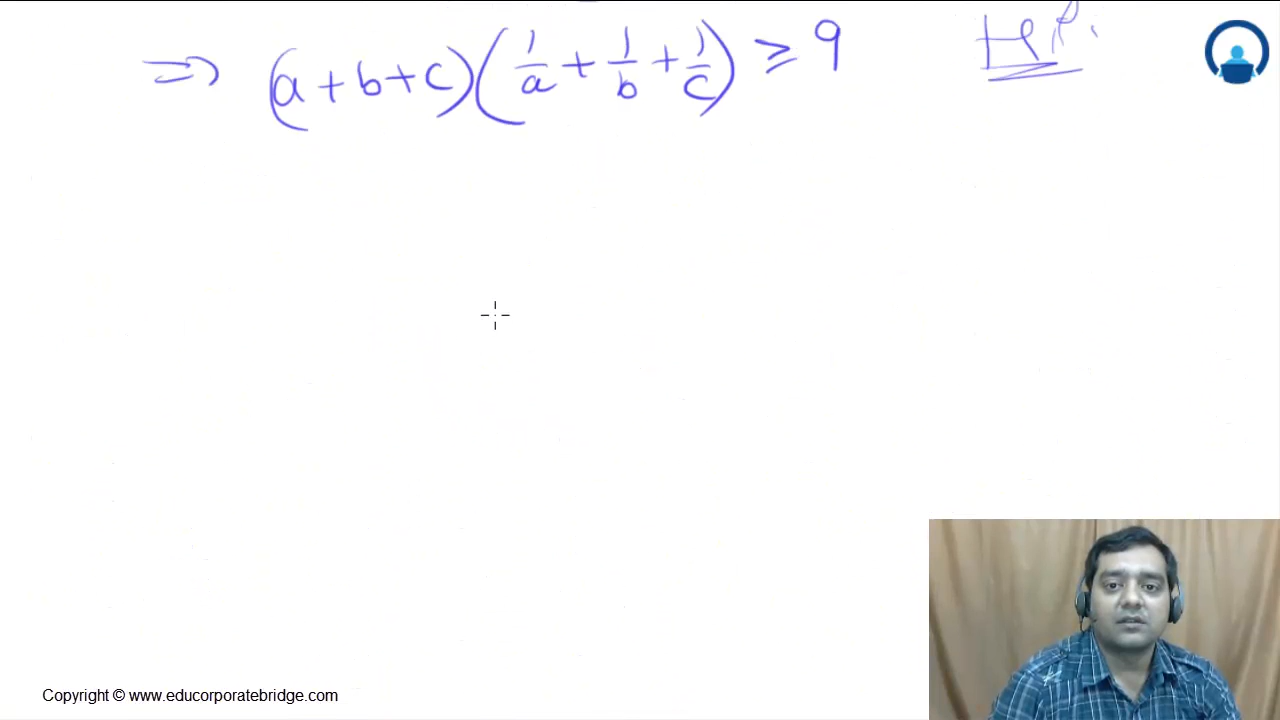 ⇒ (a+b+c)(1/a + 1/b + 1/c) ≥ 9 H.P.
Copyright © www.educorporatebridge.com